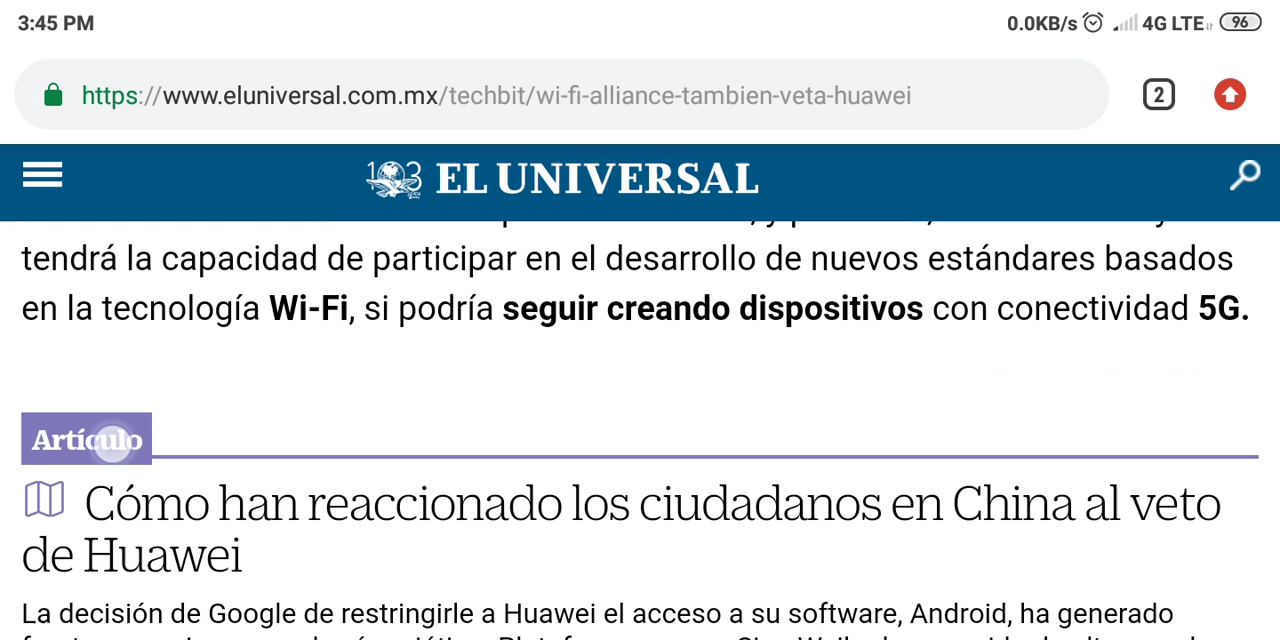 3:45 PM
0.0KB/s 4G LTE 96
https://www.eluniversal.com.mx/techbit/wi-fi-alliance-tambien-veta-huawei
2
103 EL UNIVERSAL
tendrá la capacidad de participar en el desarrollo de nuevos estándares basados
en la tecnología Wi-Fi, si podría seguir creando dispositivos con conectividad 5G.
Artículo
Cómo han reaccionado los ciudadanos en China al veto
de Huawei
La decisión de Google de restringirle a Huawei el acceso a su software, Android, ha generado